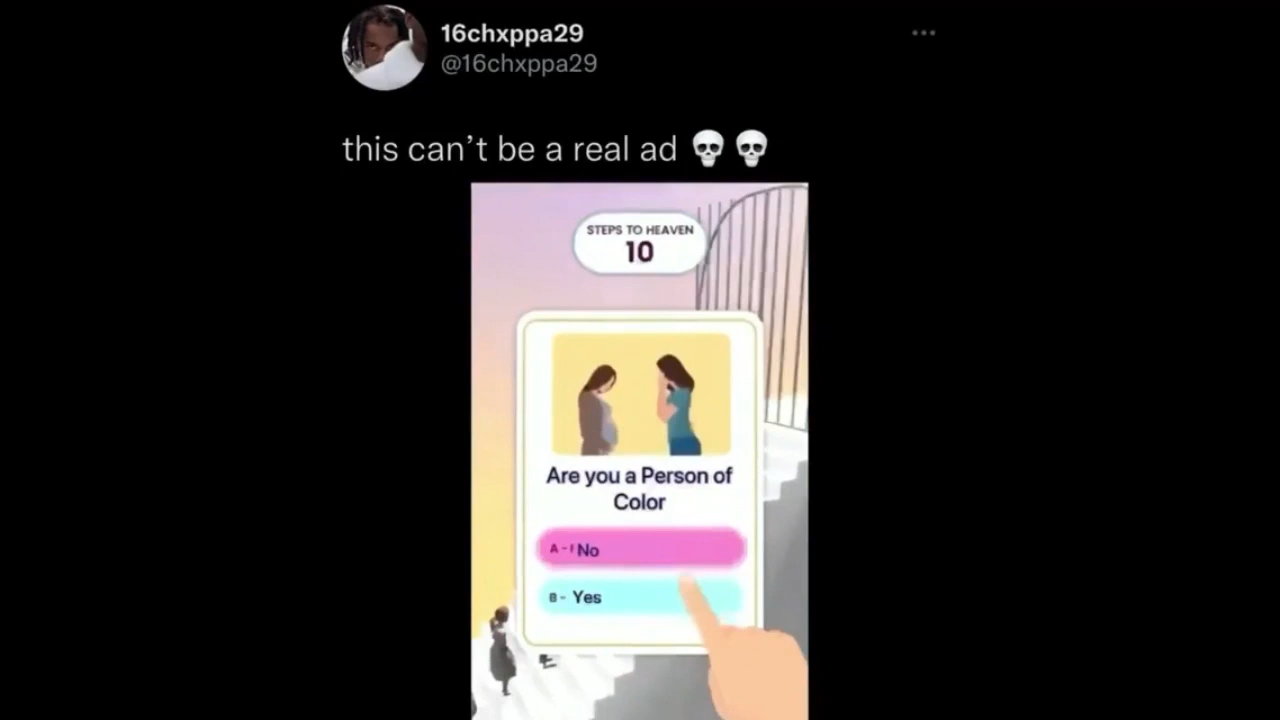 16chxppa29
@16chxppa29
this can't be a real ad 💀💀
STEPS TO HEAVEN
10
Are you a Person of
Color
A - No
B - Yes